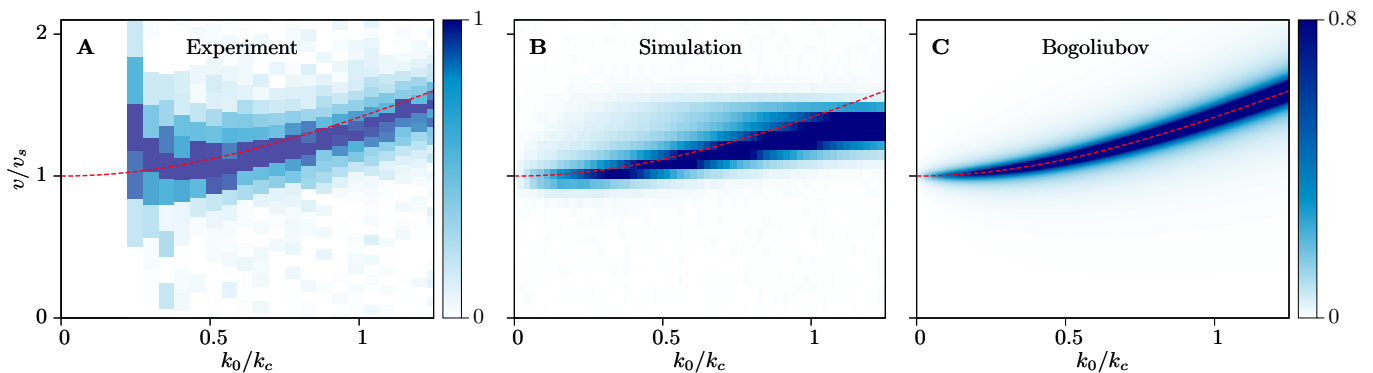 A Experiment
B Simulation
C Bogoliubov
2
1
0
v/v_s
0 0.5 1
k_0/k_c
1
0
0 0.5 1
k_0/k_c
0 0.5 1
k_0/k_c
0.8
0